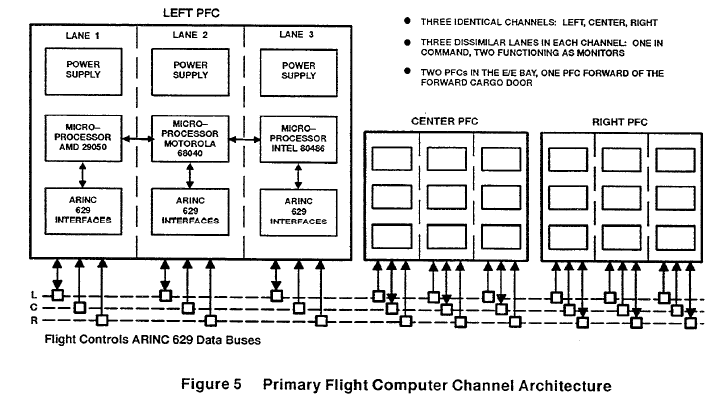 LEFT PFC
LANE 1
LANE 2
LANE 3
POWER
SUPPLY
POWER
SUPPLY
POWER
SUPPLY
MICRO–
PROCESSOR
AMD 29050
MICRO–
PROCESSOR
MOTOROLA
68040
MICRO–
PROCESSOR
INTEL 80486
ARINC
629
INTERFACES
ARINC
629
INTERFACES
ARINC
629
INTERFACES
● THREE IDENTICAL CHANNELS: LEFT, CENTER, RIGHT
● THREE DISSIMILAR LANES IN EACH CHANNEL: ONE IN
COMMAND, TWO FUNCTIONING AS MONITORS
● TWO PFCs IN THE E/E BAY, ONE PFC FORWARD OF THE
FORWARD CARGO DOOR
CENTER PFC
RIGHT PFC
L
C
R
Flight Controls ARINC 629 Data Buses
Figure 5 Primary Flight Computer Channel Architecture